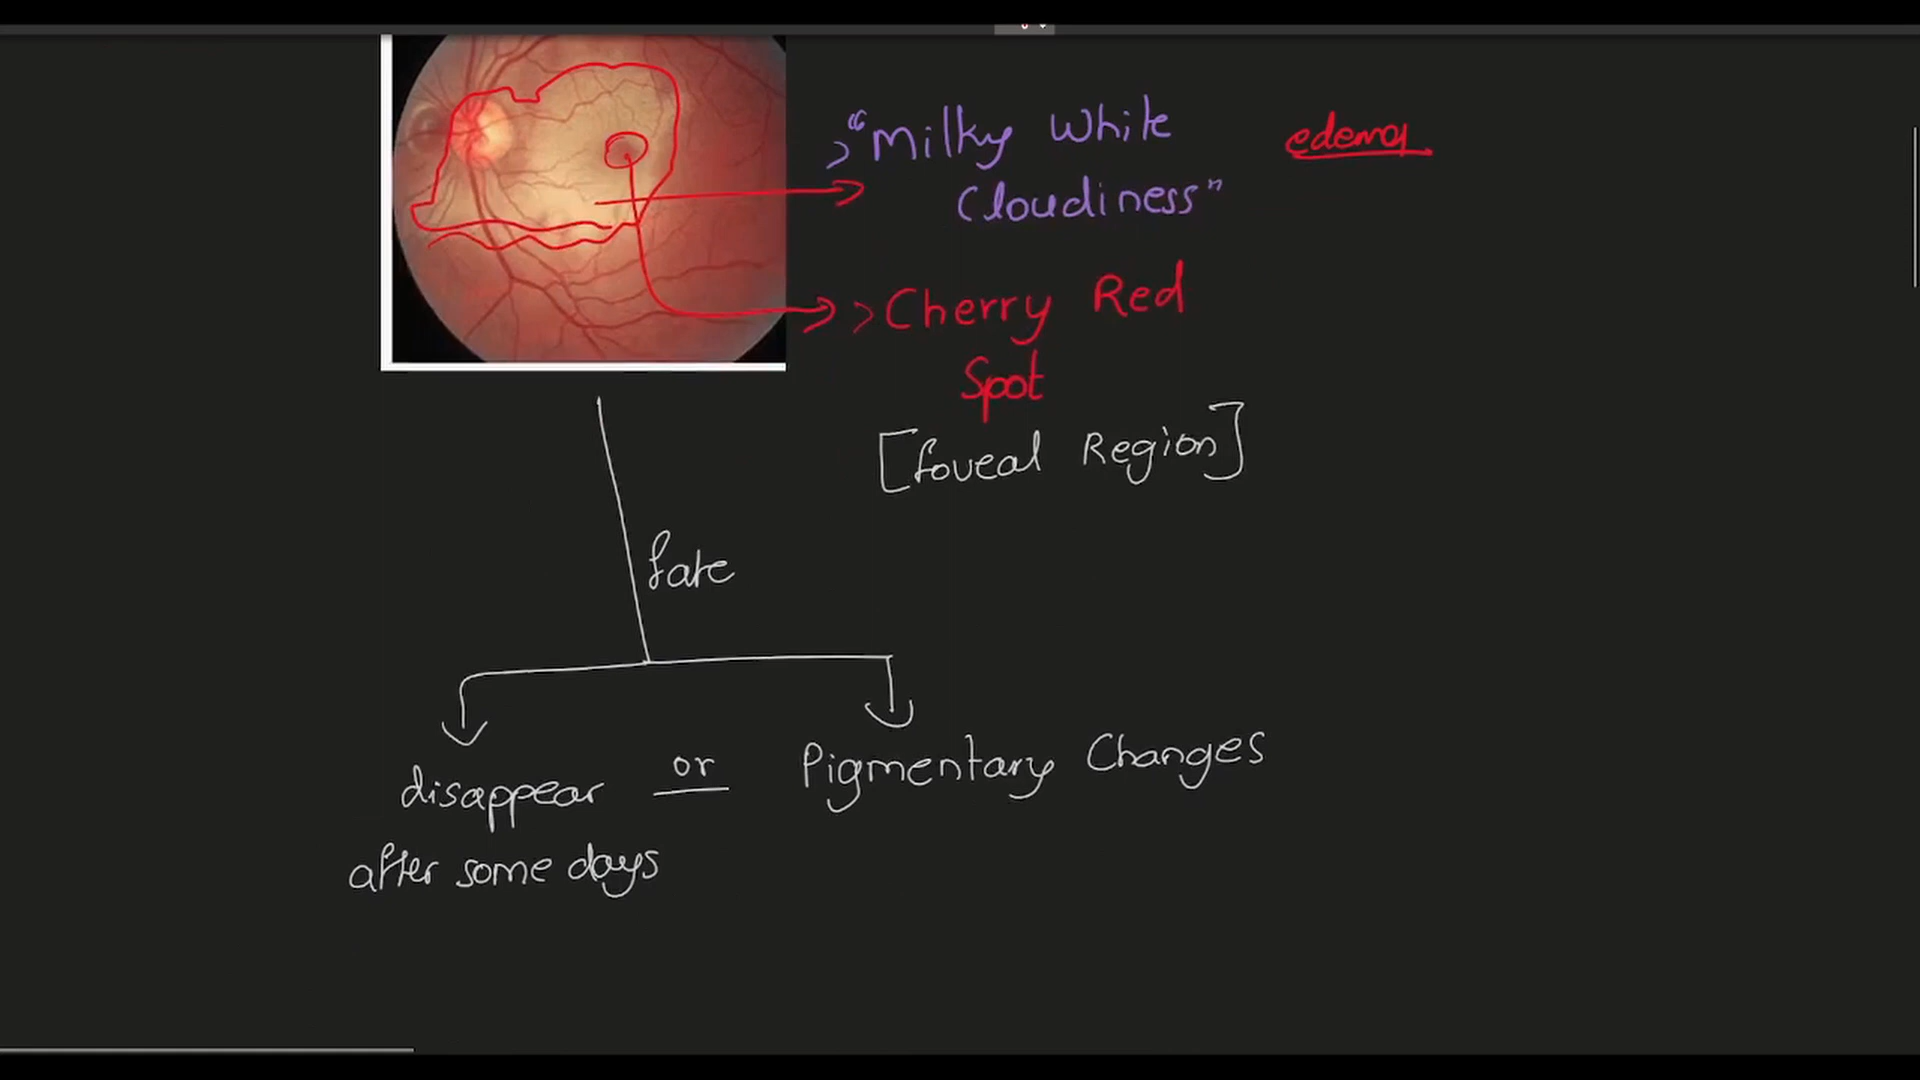 "Milky White
Cloudiness"
edema
Cherry Red
Spot
[foveal Region]
fate
disappear or Pigmentary Changes
after some days